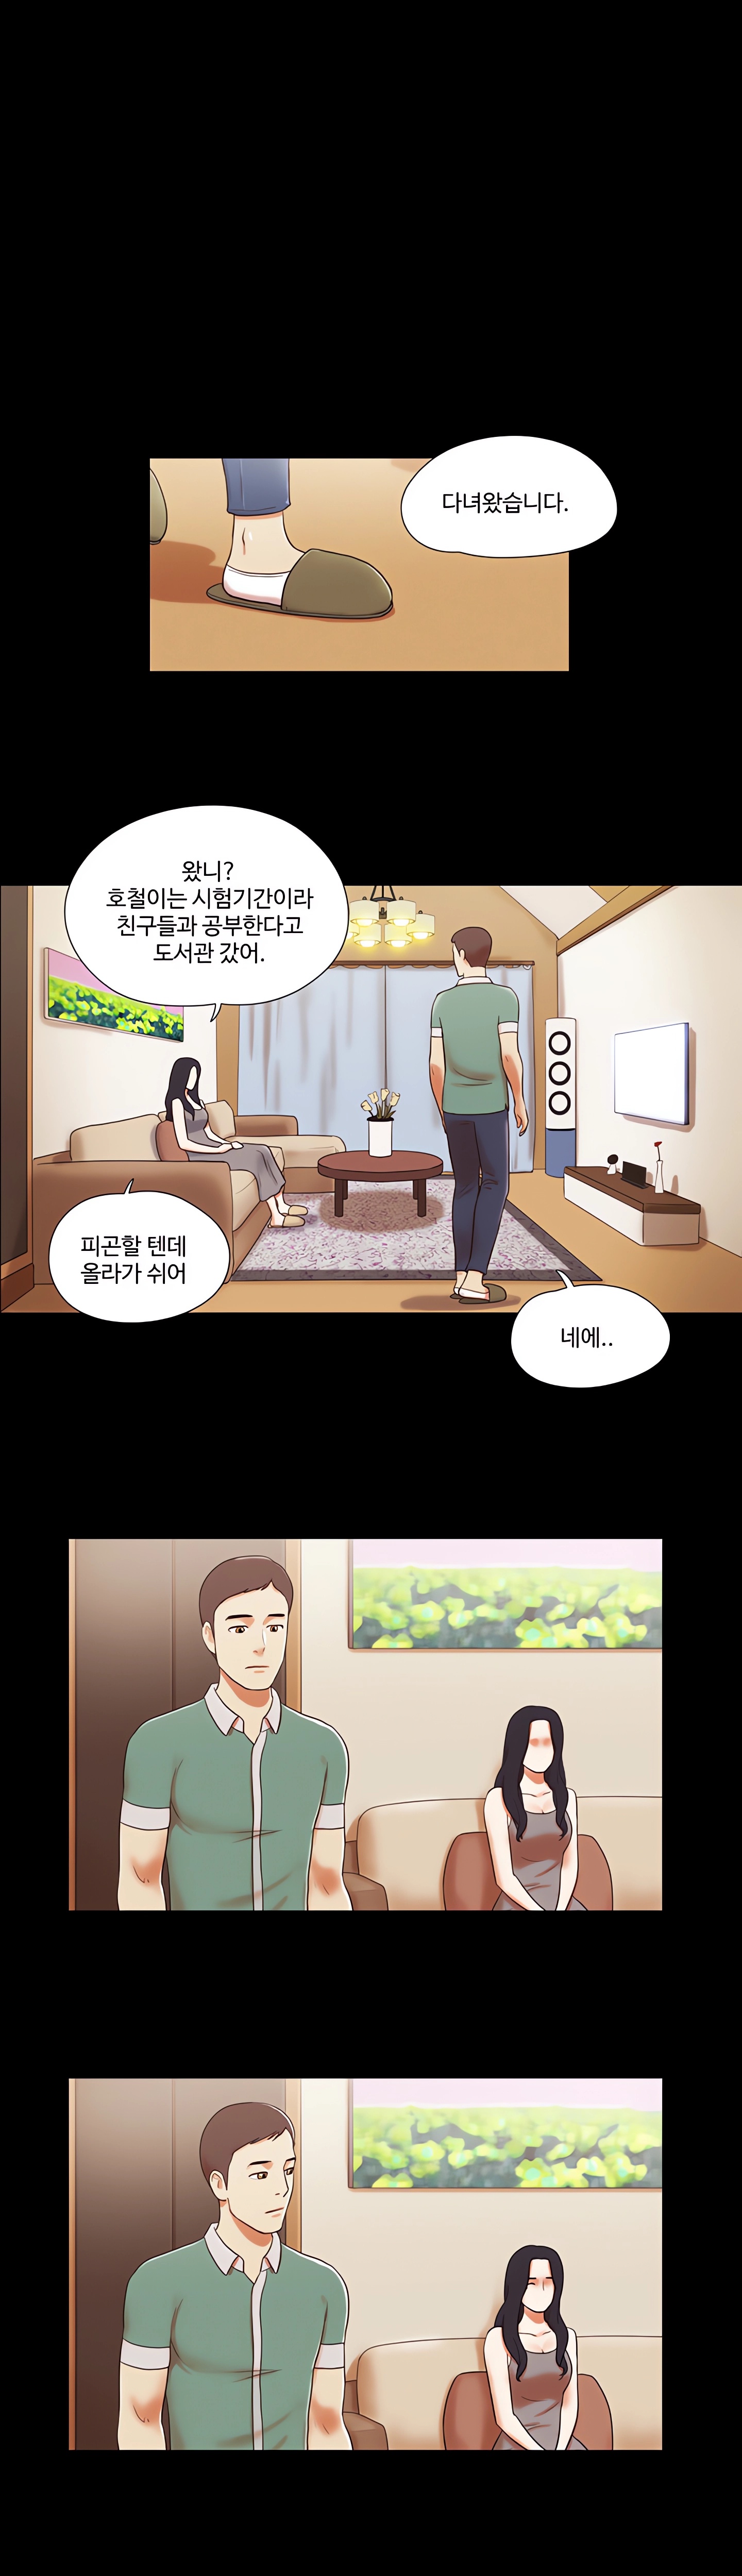 다녀왔습니다.
왔니?
호철이는 시험기간이라
친구들과 공부한다고
도서관 갔어.
피곤할 텐데
올라가 쉬어
네에..